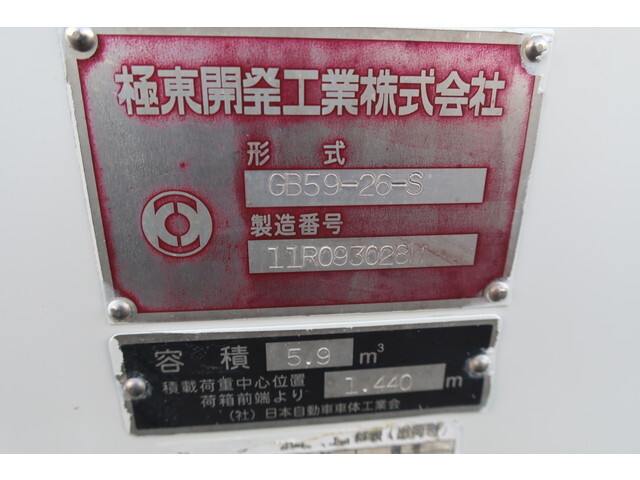 極東開発工業株式会社
形 式
GB59-26-S
製造番号
11R093028
容 積 5.9 m³
積載荷重中心位置
荷箱前端より 1.440 m
(社)日本自動車車体工業会